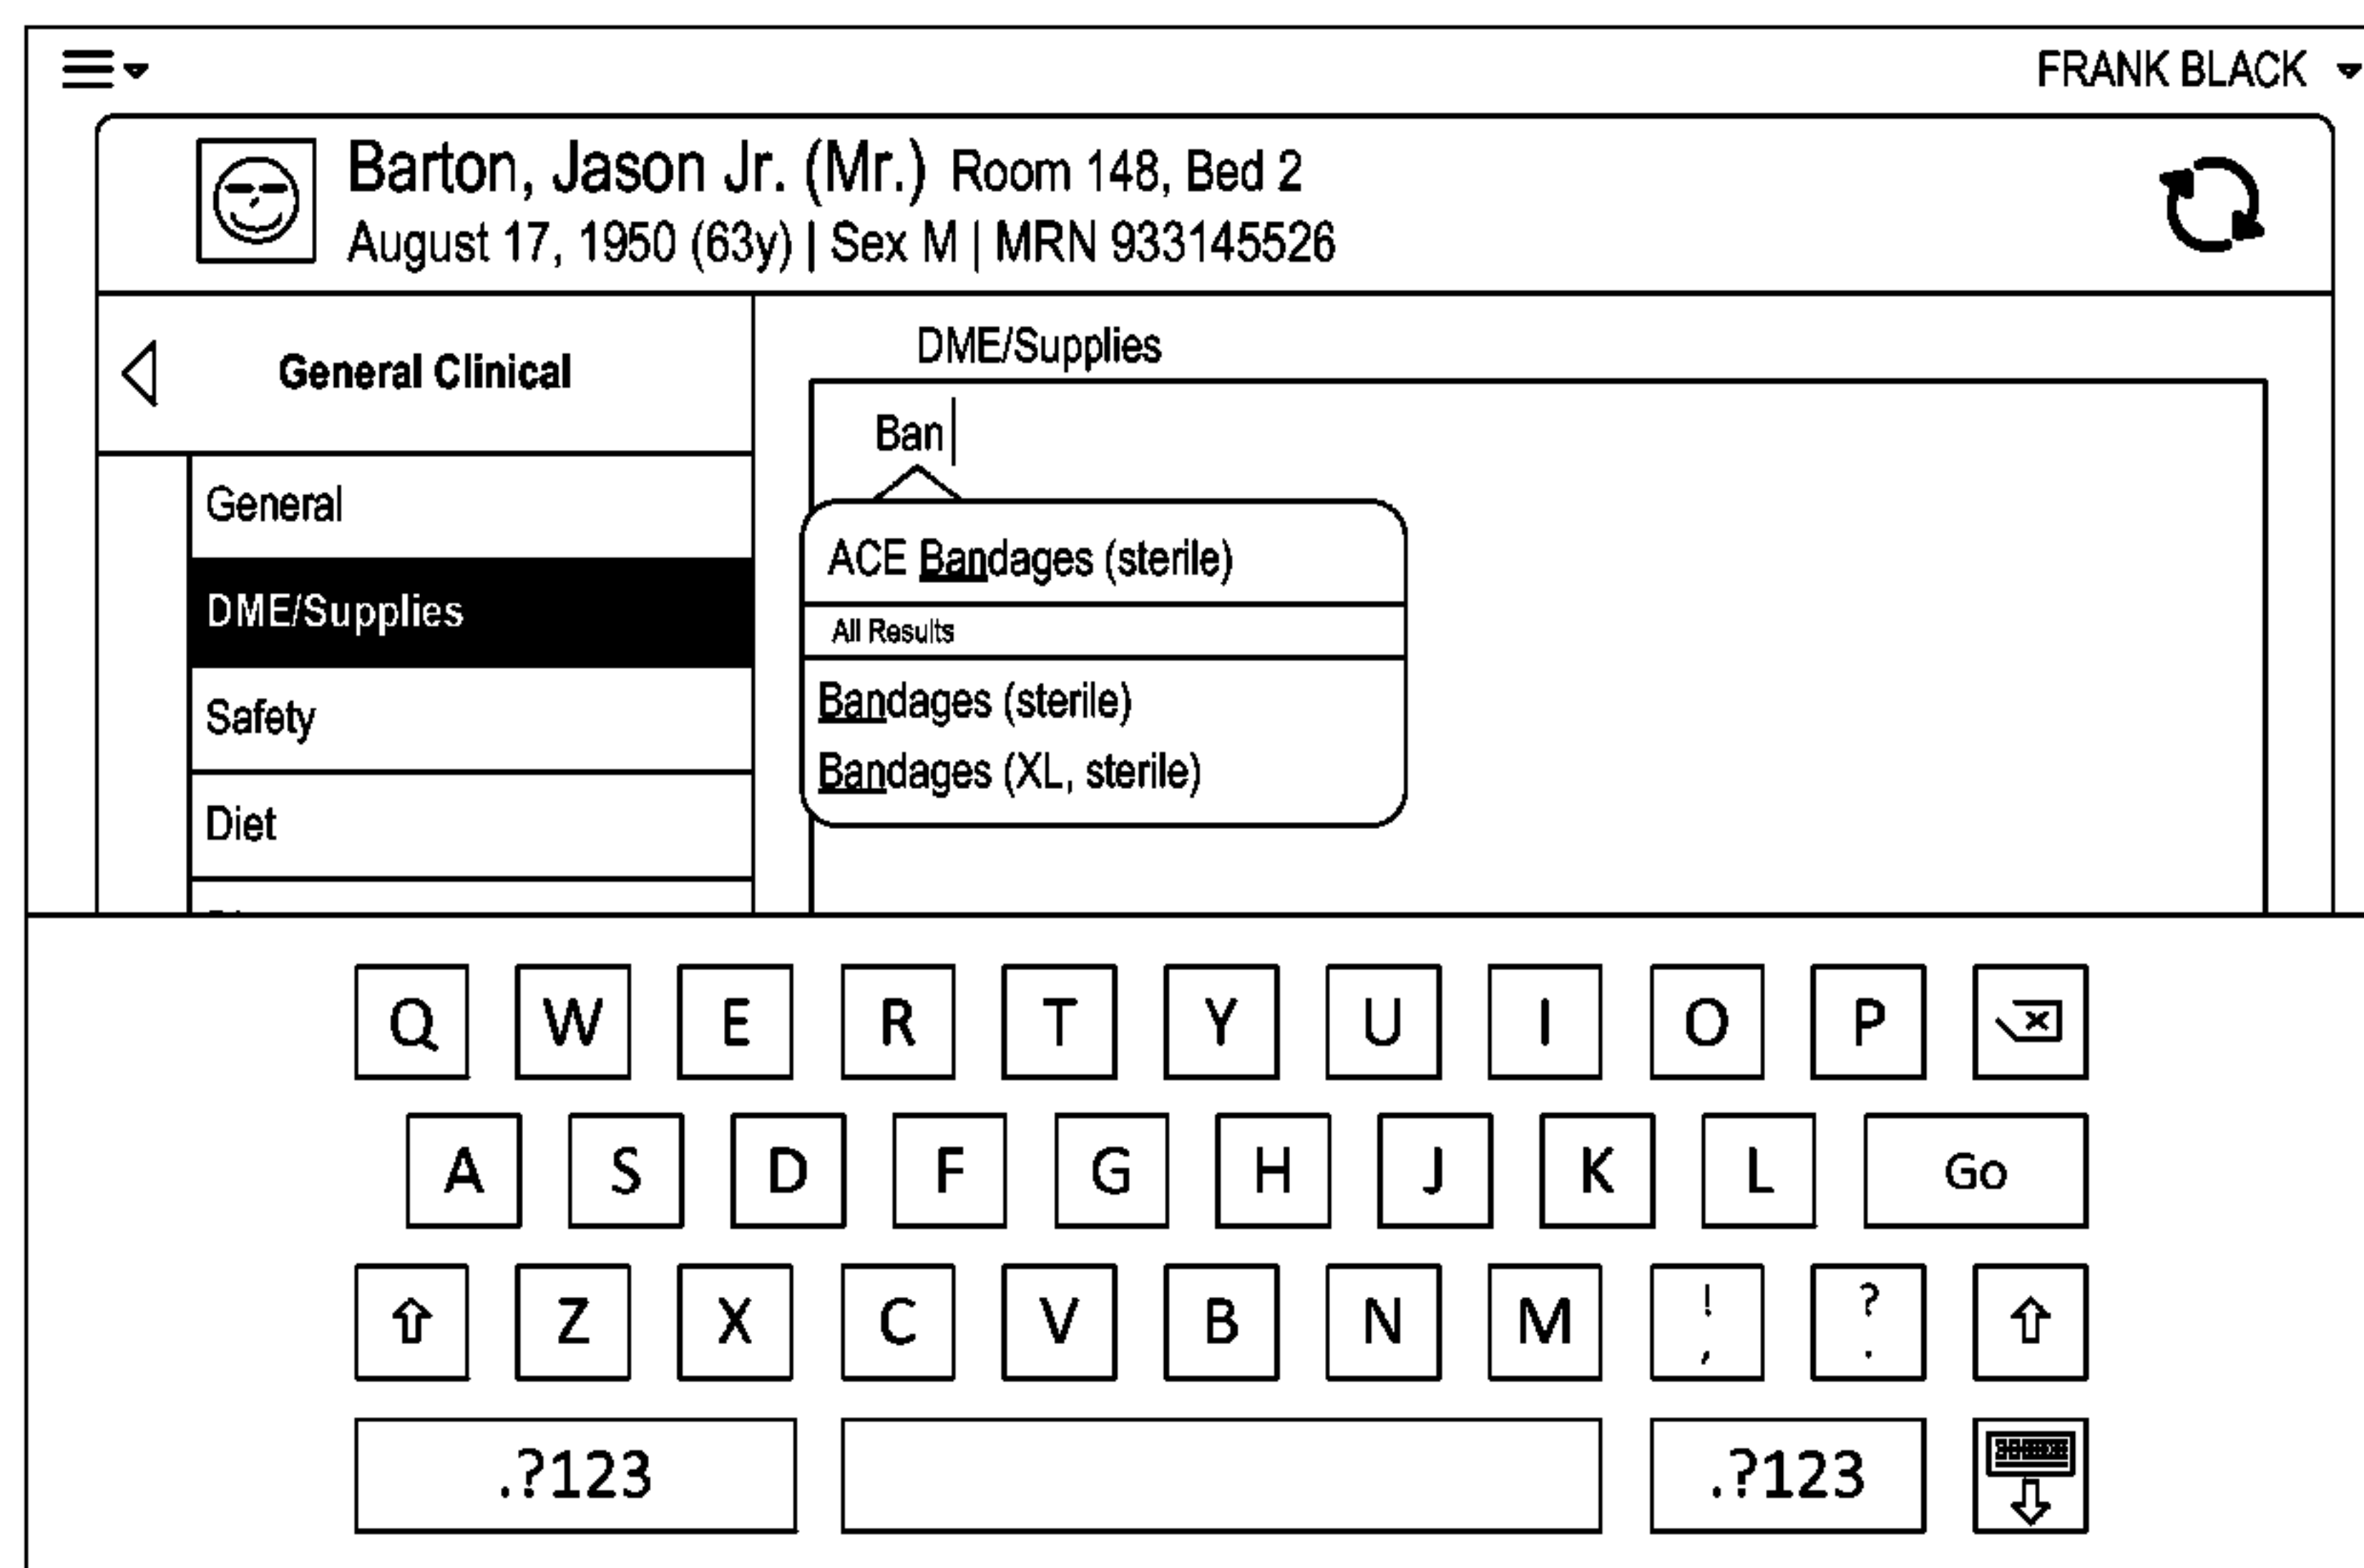 FRANK BLACK
Barton, Jason Jr. (Mr.) Room 148, Bed 2
August 17, 1950 (63y) | Sex M | MRN 933145526
General Clinical
General
DME/Supplies
Safety
Diet
DME/Supplies
Ban
ACE Bandages (sterile)
All Results
Bandages (sterile)
Bandages (XL, sterile)
Q W E R T Y U I O P
A S D F G H J K L Go
Z X C V B N M ! , ? .
.?123 .?123